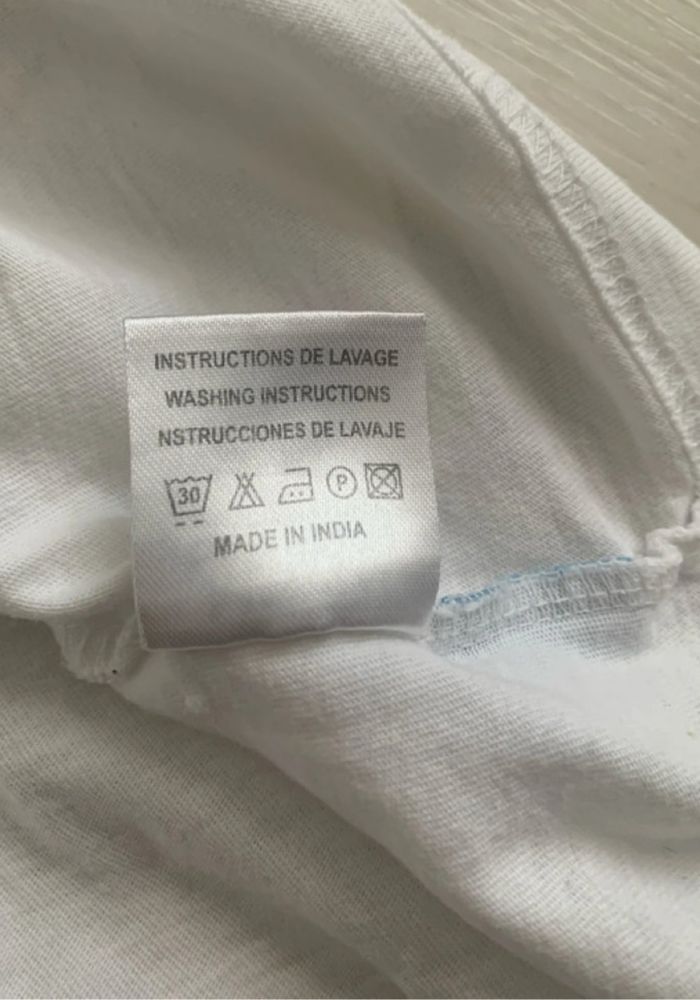 INSTRUCTIONS DE LAVAGE
WASHING INSTRUCTIONS
NSTRUCCIONES DE LAVAJE
30 P
MADE IN INDIA